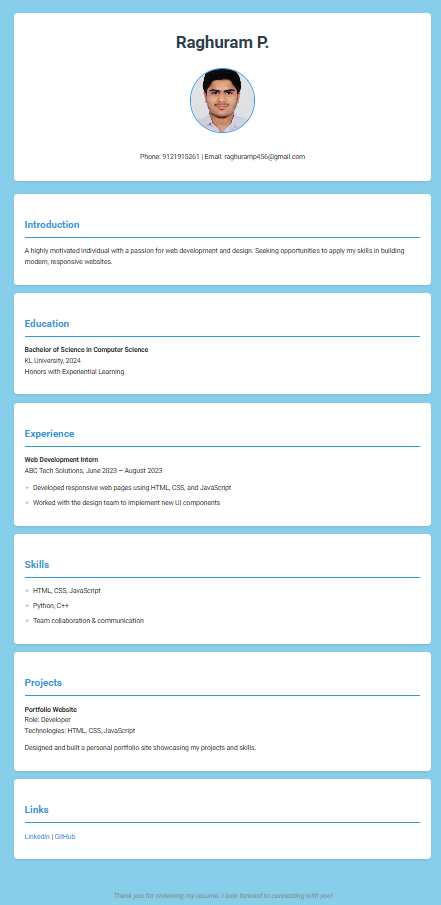 Raghuram P.
Phone: 9121915261 | Email: raghuramp456@gmail.com
Introduction
A highly motivated individual with a passion for web development and design. Seeking opportunities to apply my skills in building
modern, responsive websites.
Education
Bachelor of Science in Computer Science
KL University, 2024
Honors with Experiential Learning
Experience
Web Development Intern
ABC Tech Solutions, June 2023 – August 2023
Developed responsive web pages using HTML, CSS, and JavaScript
Worked with the design team to implement new UI components
Skills
HTML, CSS, JavaScript
Python, C++
Team collaboration & communication
Projects
Portfolio Website
Role: Developer
Technologies: HTML, CSS, JavaScript
Designed and built a personal portfolio site showcasing my projects and skills.
Links
LinkedIn | GitHub
Thank you for reviewing my resume. I look forward to connecting with you!